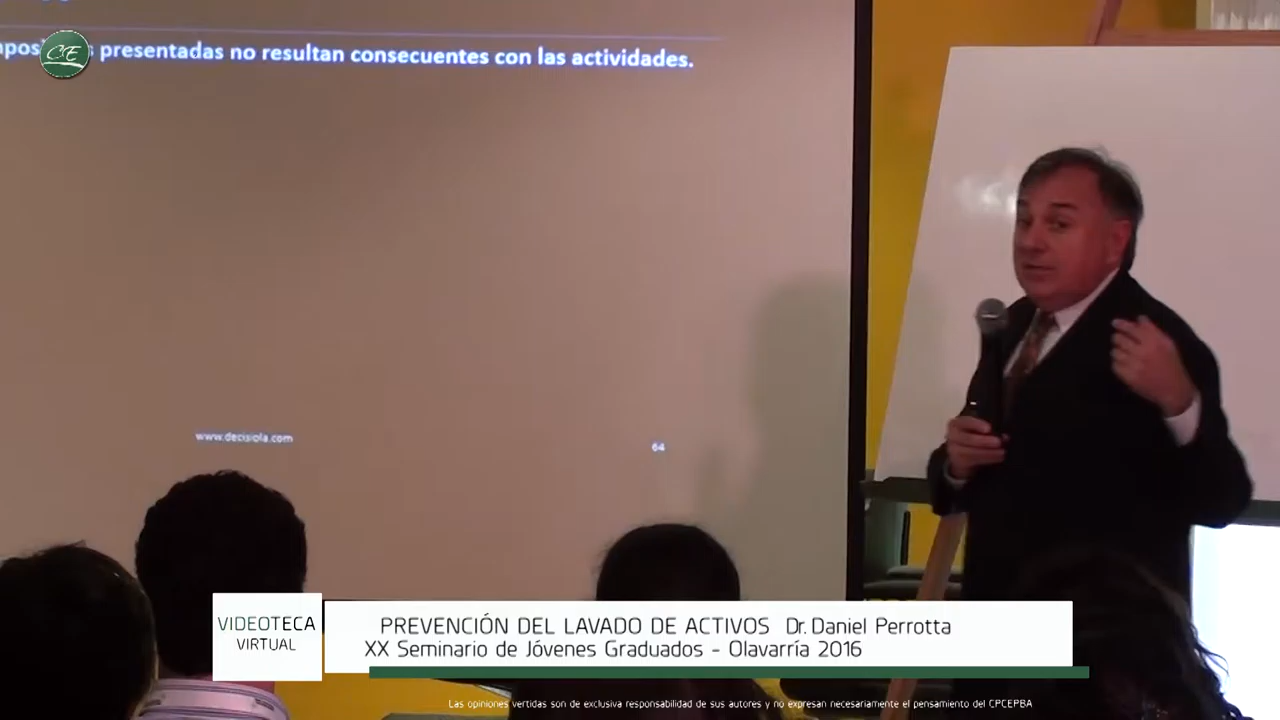 CE
presentadas no resultan consecuentes con las actividades.
www.decisiola.com
64
VIDEOTECA
VIRTUAL
PREVENCIÓN DEL LAVADO DE ACTIVOS Dr. Daniel Perrotta
XX Seminario de Jóvenes Graduados - Olavarría 2016
Las opiniones vertidas son de exclusiva responsabilidad de sus autores y no expresan necesariamente el pensamiento del CPCEPBA